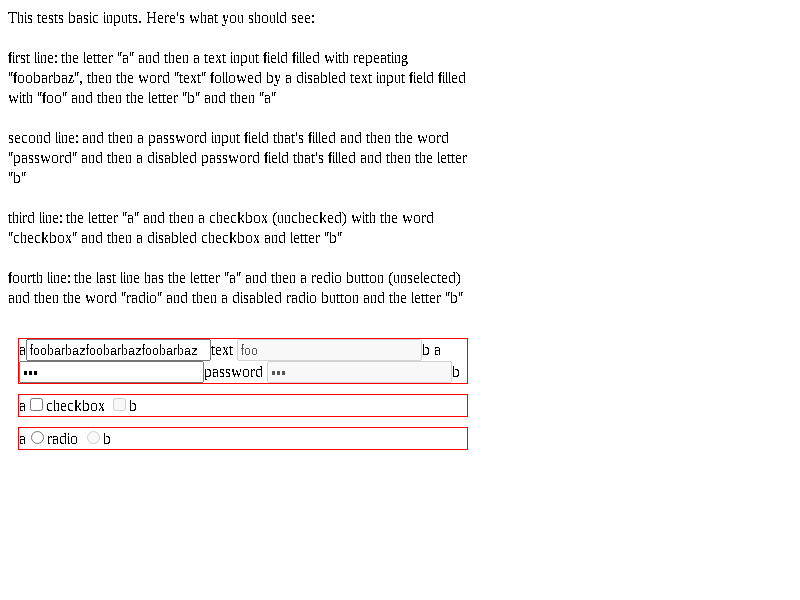 This tests basic inputs. Here's what you should see:
first line: the letter "a" and then a text input field filled with repeating
"foobarbaz", then the word "text" followed by a disabled text input field filled
with "foo" and then the letter "b" and then "a"
second line: and then a password input field that's filled and then the word
"password" and then a disabled password field that's filled and then the letter
"b"
third line: the letter "a" and then a checkbox (unchecked) with the word
"checkbox" and then a disabled checkbox and letter "b"
fourth line: the last line has the letter "a" and then a redio button (unselected)
and then the word "radio" and then a disabled radio button and the letter "b"
a foobarbazfoobarbazfoobarbaz text foo b a
••• password ••• b
a checkbox b
a radio b